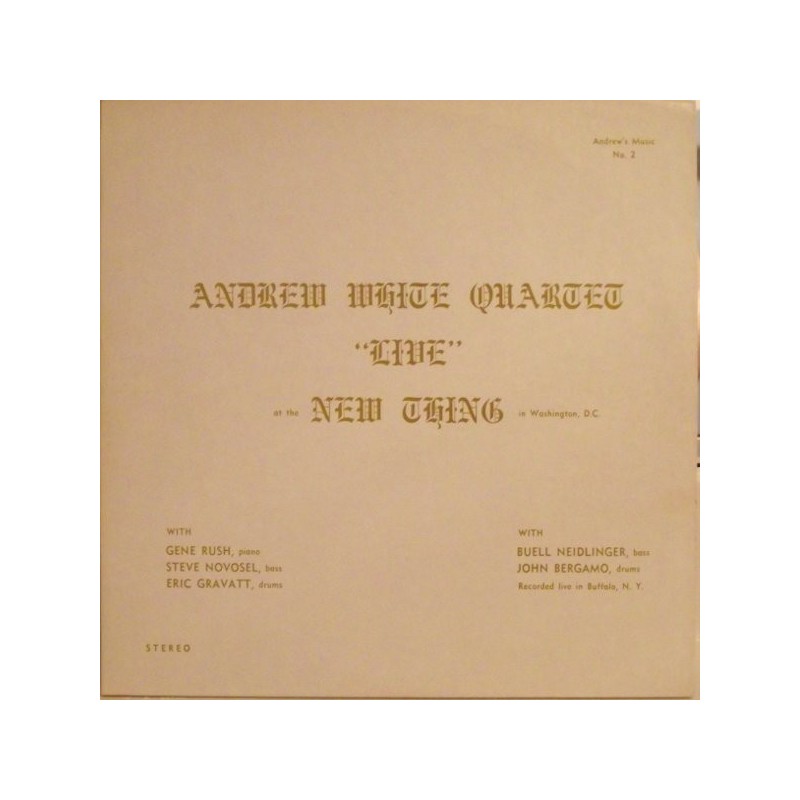 Andrew's Music
No. 2
ANDREW WHITE QUARTET
"LIVE"
at the NEW THING in Washington, D.C.
WITH
GENE RUSH, piano
STEVE NOVOSEL, bass
ERIC GRAVATT, drums
WITH
BUELL NEIDLINGER, bass
JOHN BERGAMO, drums
Recorded live in Buffalo, N. Y.
STEREO